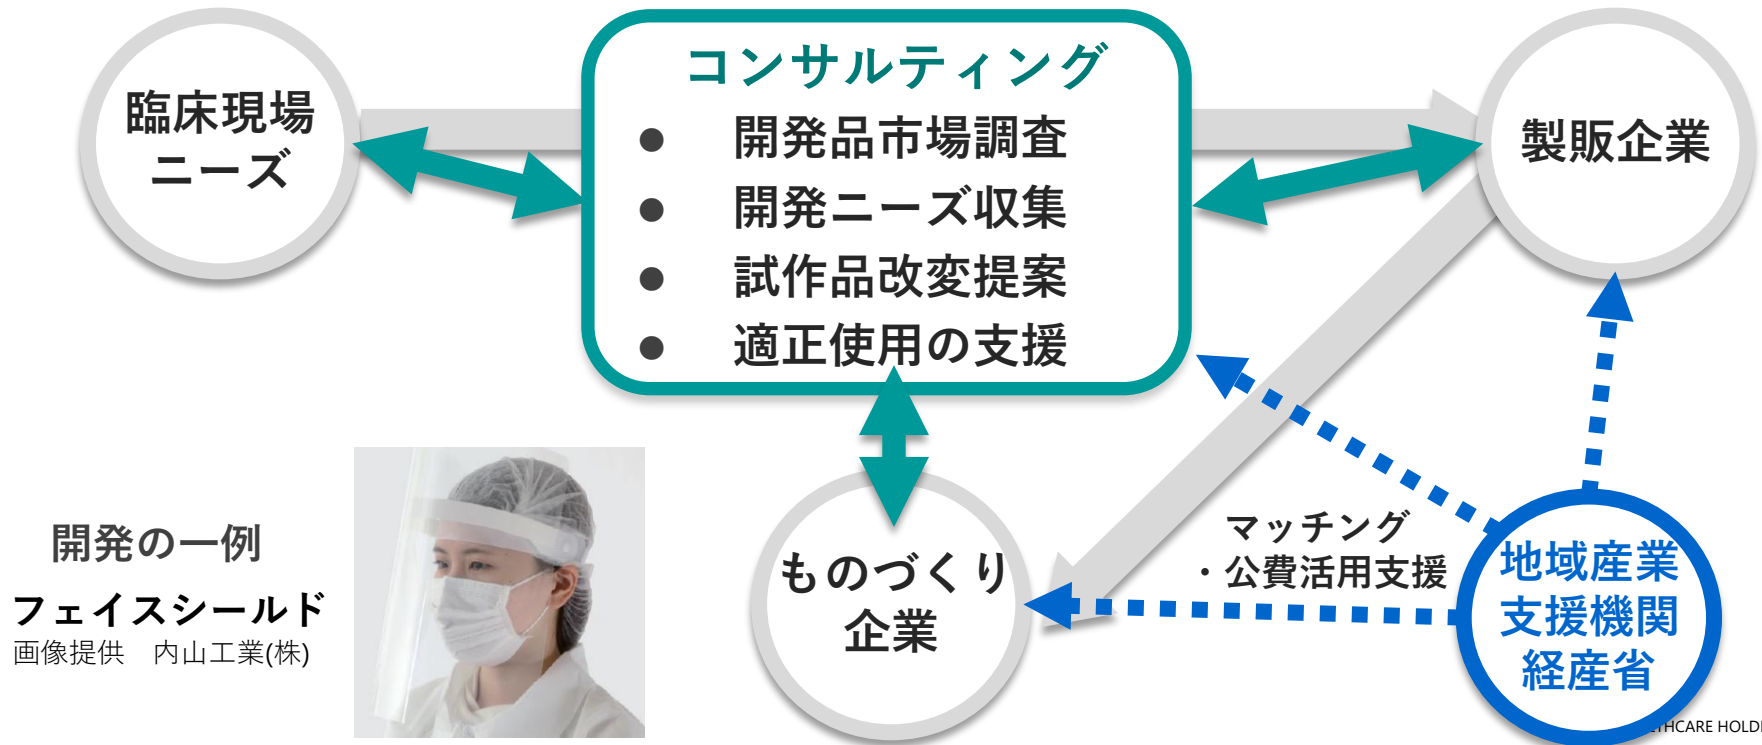 コンサルティング
臨床現場
ニーズ
● 開発品市場調査
● 開発ニーズ収集
● 試作品改変提案
● 適正使用の支援
製販企業
開発の一例
フェイスシールド
画像提供　内山工業(株)
ものづくり
企業
マッチング
・公費活用支援
地域産業
支援機関
経産省